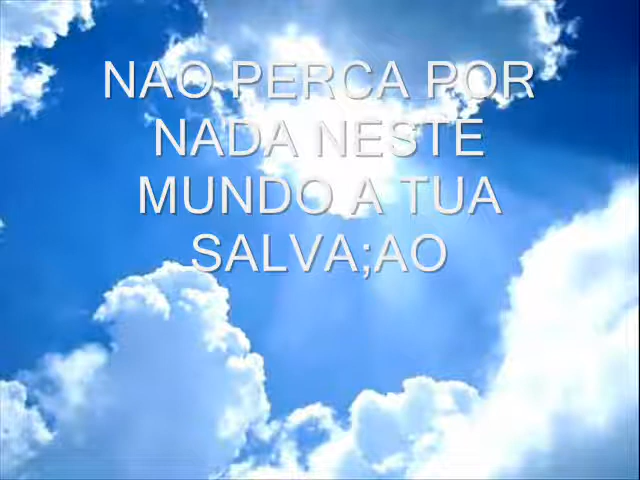 NAO PERCA POR
NADA NESTE
MUNDO A TUA
SALVA;AO